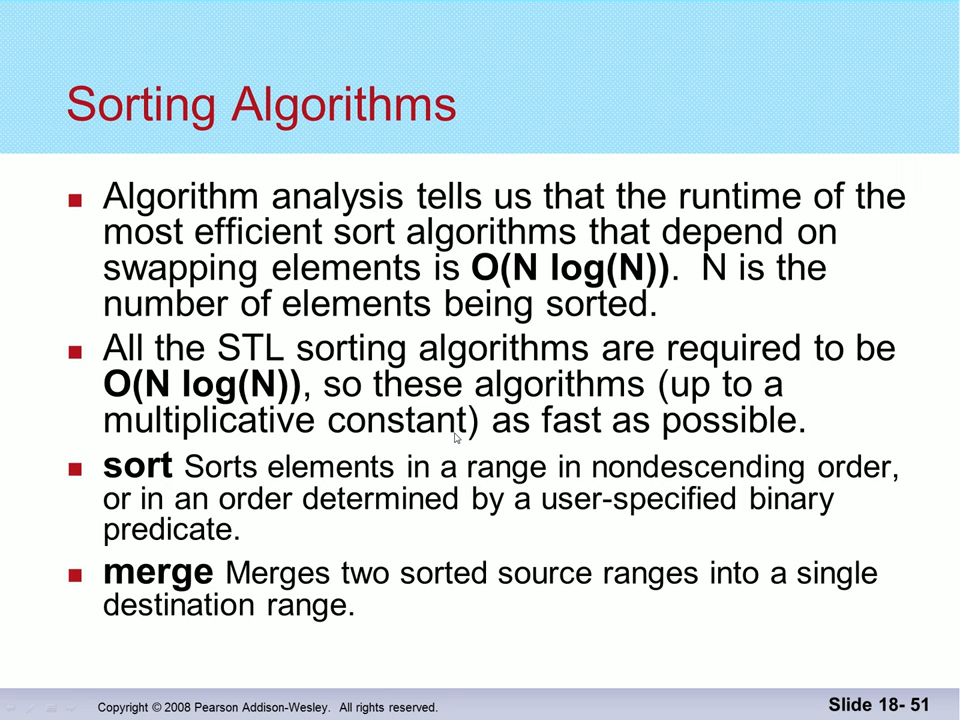 Sorting Algorithms
Algorithm analysis tells us that the runtime of the
most efficient sort algorithms that depend on
swapping elements is O(N log(N)). N is the
number of elements being sorted.
All the STL sorting algorithms are required to be
O(N log(N)), so these algorithms (up to a
multiplicative constant) as fast as possible.
sort Sorts elements in a range in nondescending order,
or in an order determined by a user-specified binary
predicate.
merge Merges two sorted source ranges into a single
destination range.
Copyright © 2008 Pearson Addison-Wesley. All rights reserved.
Slide 18- 51